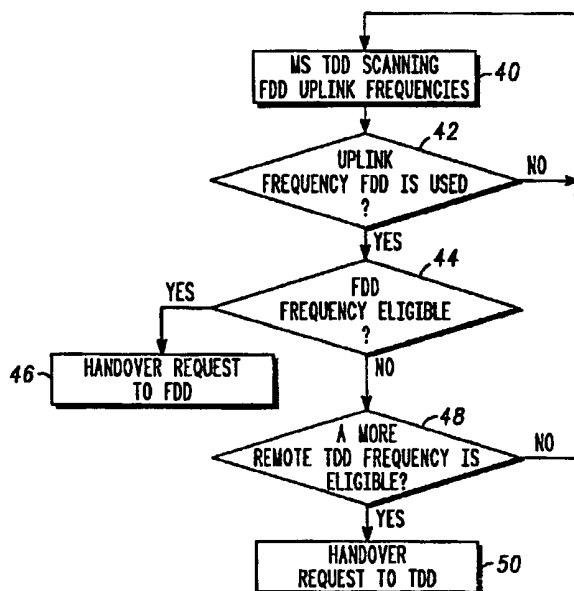 MS TDD SCANNING
FDD UPLINK FREQUENCIES
40
42
UPLINK
FREQUENCY FDD IS USED
?
NO
YES
44
FDD
FREQUENCY ELIGIBLE
?
YES
46
HANDOVER REQUEST
TO FDD
NO
48
A MORE
REMOTE TDD FREQUENCY IS
ELIGIBLE?
NO
YES
HANDOVER
REQUEST TO TDD
50